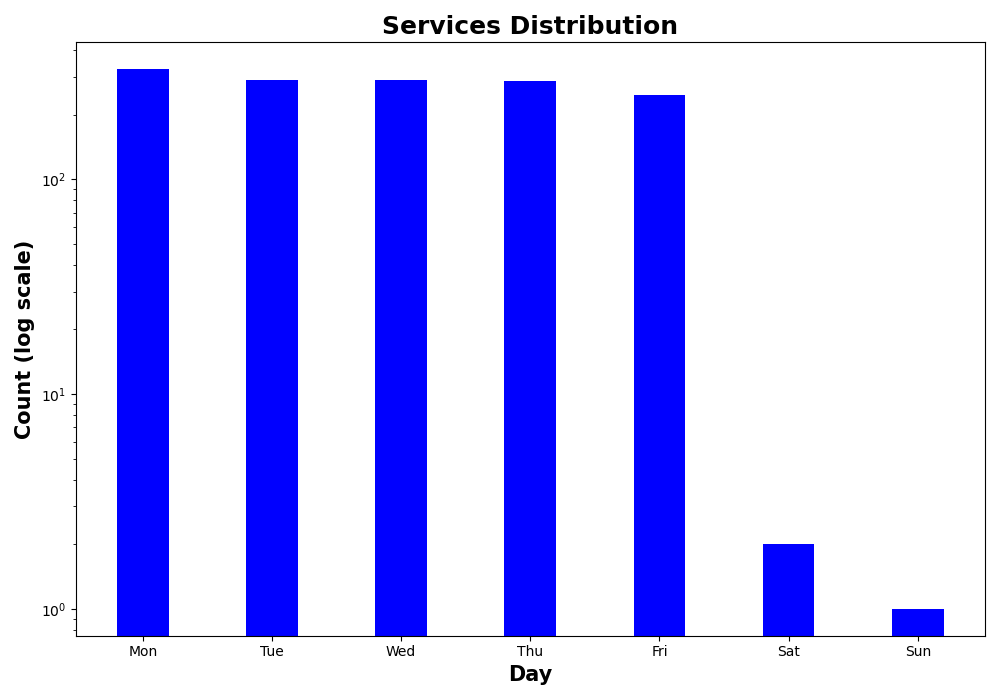 Services Distribution
Count (log scale)
10²
10¹
10⁰
Mon Tue Wed Thu Fri Sat Sun
Day